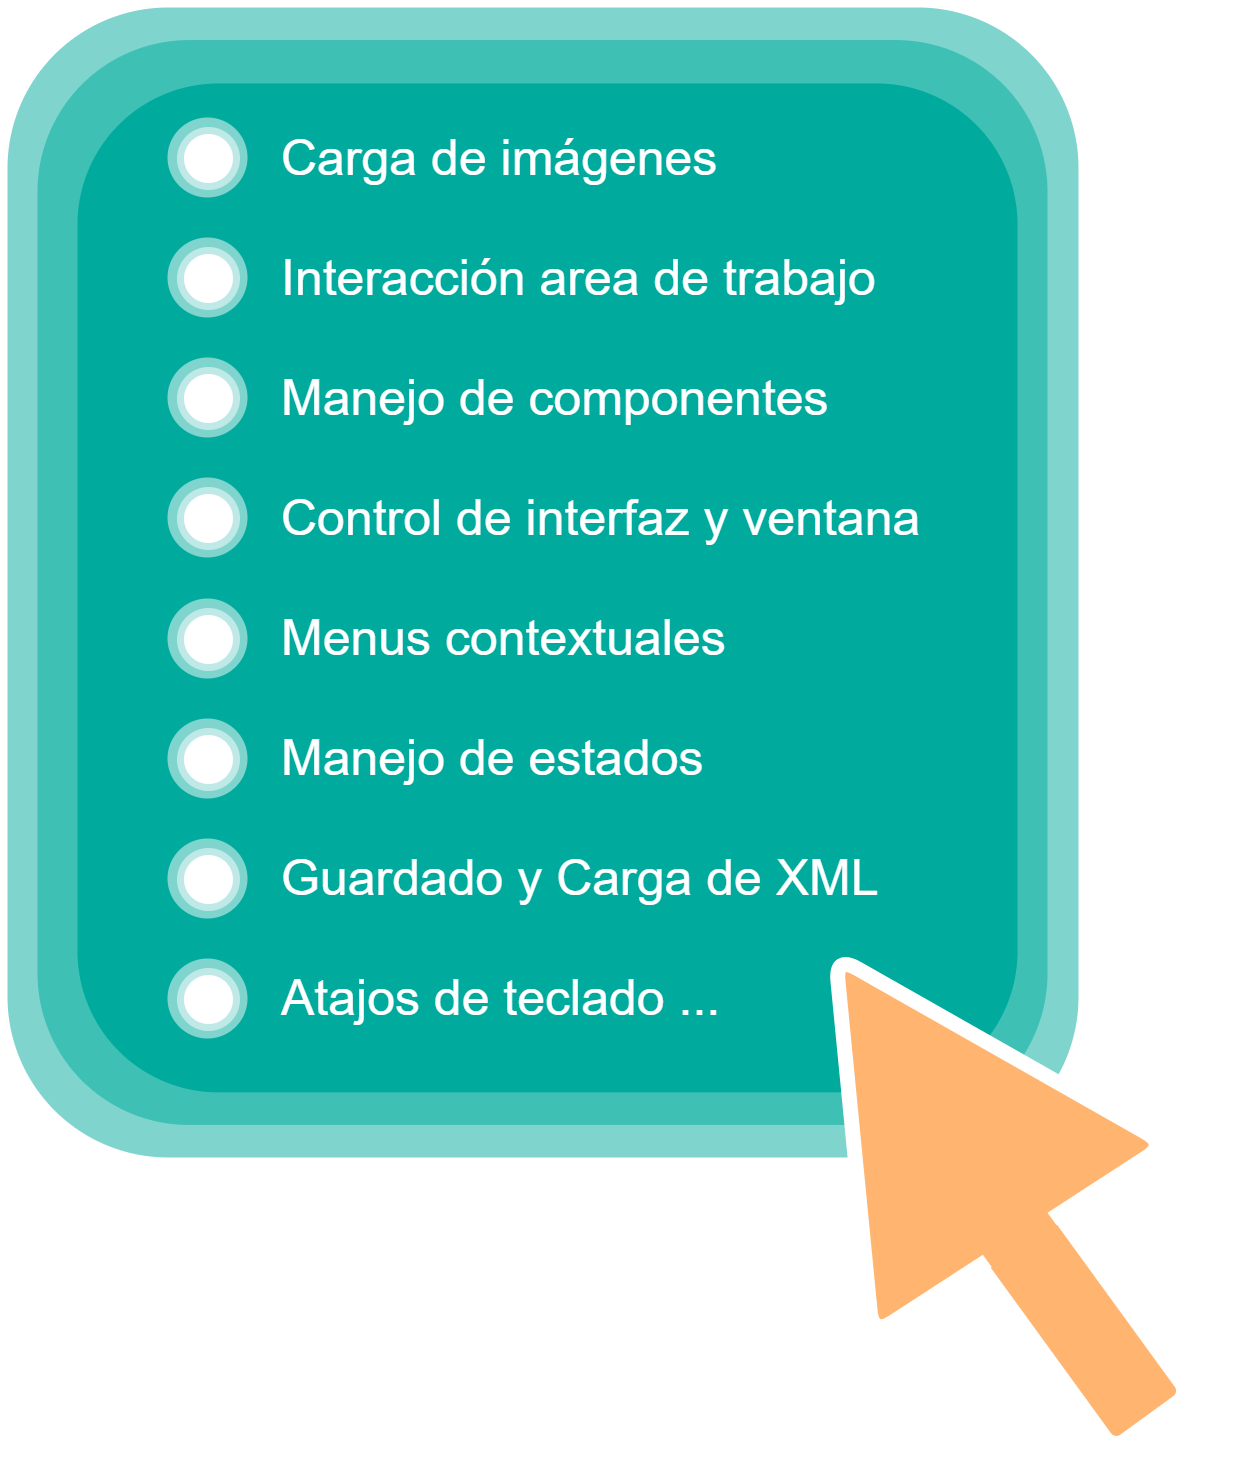 Carga de imágenes
Interacción area de trabajo
Manejo de componentes
Control de interfaz y ventana
Menus contextuales
Manejo de estados
Guardado y Carga de XML
Atajos de teclado ...